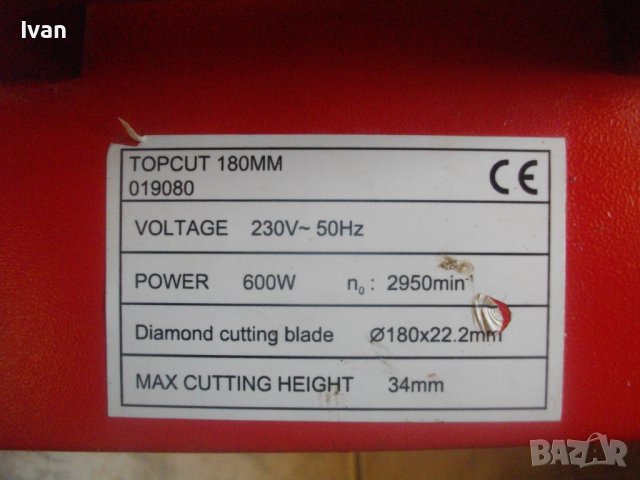 Ivan
TOPCUT 180MM
019080
CE
VOLTAGE 230V~ 50Hz
POWER 600W n₀ : 2950min⁻¹
Diamond cutting blade Ø180x22.2mm
MAX CUTTING HEIGHT 34mm
BAZAR